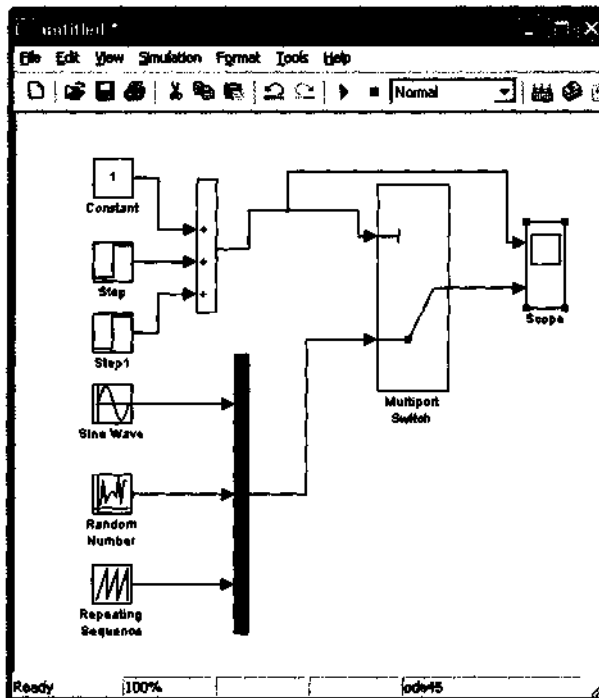 untitled *
File Edit View Simulation Format Tools Help
Normal
1
Constant
+
Step
+
+
Step1
Scope
Multiport
Switch
Sine Wave
Random
Number
Repeating
Sequence
Ready 100% ode45